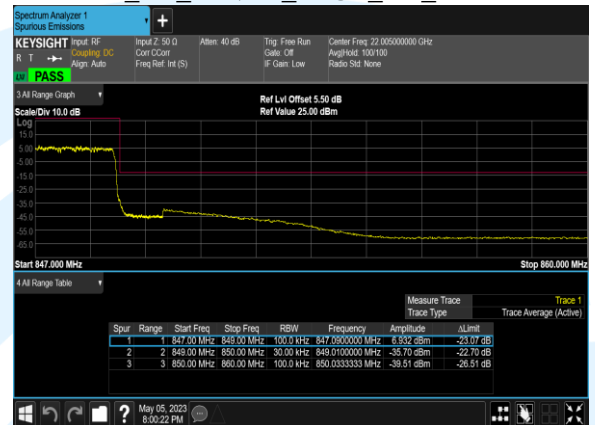 Spectrum Analyzer 1
Spurious Emissions
+
KEYSIGHT Input: RF Input Z: 50 Ω Atten: 40 dB Trig: Free Run Center Freq: 22.005000000 GHz
R T Coupling: DC Corr CCorr Gate: Off Avg|Hold: 100/100
Align: Auto Freq Ref: Int (S) IF Gain: Low Radio Std: None
LV PASS
3 All Range Graph
Ref Lvl Offset 5.50 dB
Scale/Div 10.0 dB Ref Value 25.00 dBm
Log
15.0
5.00
-5.00
-15.0
-25.0
-35.0
-45.0
-55.0
-65.0
Start 847.000 MHz Stop 860.000 MHz
4 All Range Table
Measure Trace Trace 1
Trace Type Trace Average (Active)
Spur Range Start Freq Stop Freq RBW Frequency Amplitude ΔLimit
1 1 847.00 MHz 849.00 MHz 100.0 kHz 847.0900000 MHz 6.932 dBm -23.07 dB
2 2 849.00 MHz 850.00 MHz 30.00 kHz 849.0100000 MHz -35.70 dBm -22.70 dB
3 3 850.00 MHz 860.00 MHz 100.0 kHz 850.0333333 MHz -39.51 dBm -26.51 dB
? May 05, 2023
8:00:22 PM